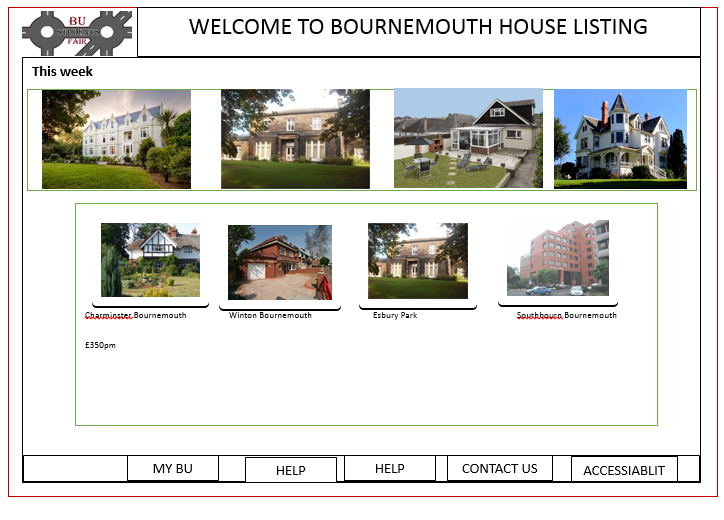 BU
STUDENTS
FAIR
WELCOME TO BOURNEMOUTH HOUSE LISTING
This week
Charminster Bournemouth
Winton Bournemouth
Esbury Park
Southbourn Bournemouth
£350pm
MY BU
HELP
HELP
CONTACT US
ACCESSIABLIT